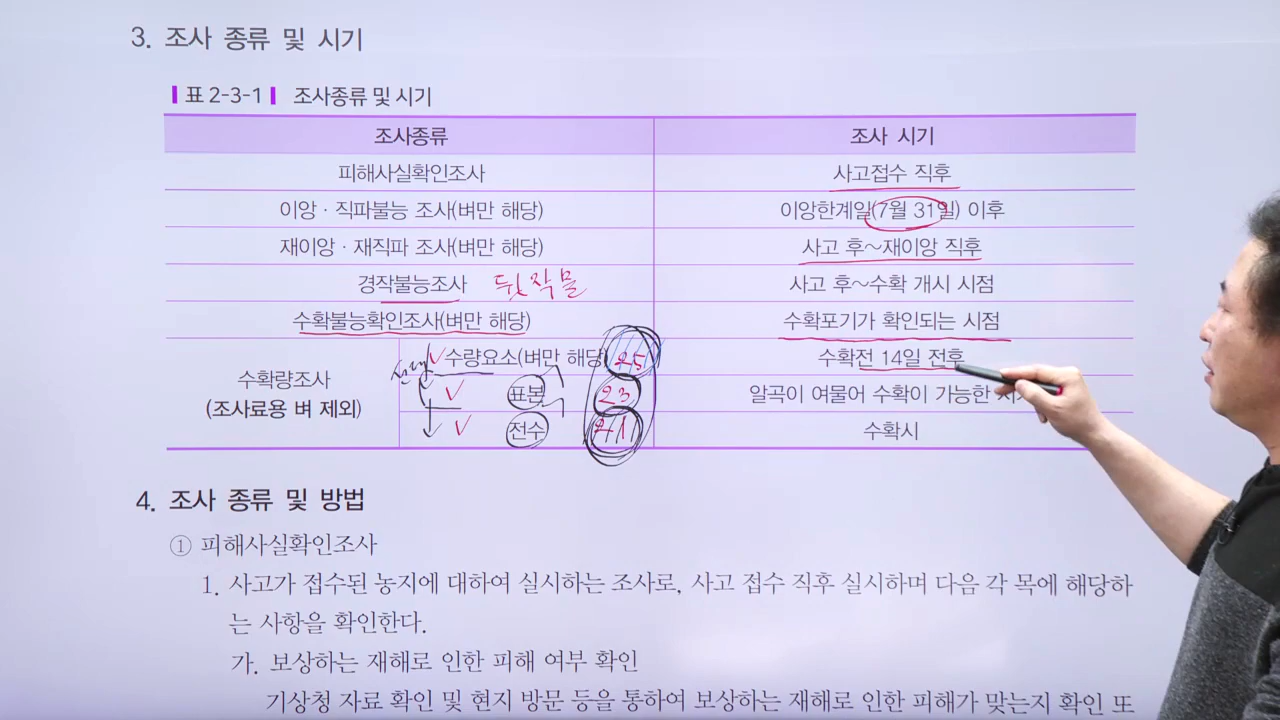 3. 조사 종류 및 시기
표 2-3-1 조사종류 및 시기
조사종류 조사 시기
피해사실확인조사 사고접수 직후
이앙·직파불능 조사(벼만 해당) 이앙한계일(7월 31일) 이후
재이앙·재직파 조사(벼만 해당) 사고 후~재이앙 직후
경작불능조사 뒷작물 사고 후~수확 개시 시점
수확불능확인조사(벼만 해당) 수확포기가 확인되는 시점
수확량조사
(조사료용 벼 제외)
수량요소(벼만 해당 25 수확전 14일 전후
표본 23 알곡이 여물어 수확이 가능한
전수 21 수확시
4. 조사 종류 및 방법
① 피해사실확인조사
1. 사고가 접수된 농지에 대하여 실시하는 조사로, 사고 접수 직후 실시하며 다음 각 목에 해당하
는 사항을 확인한다.
가. 보상하는 재해로 인한 피해 여부 확인
기상청 자료 확인 및 현지 방문 등을 통하여 보상하는 재해로 인한 피해가 맞는지 확인 또